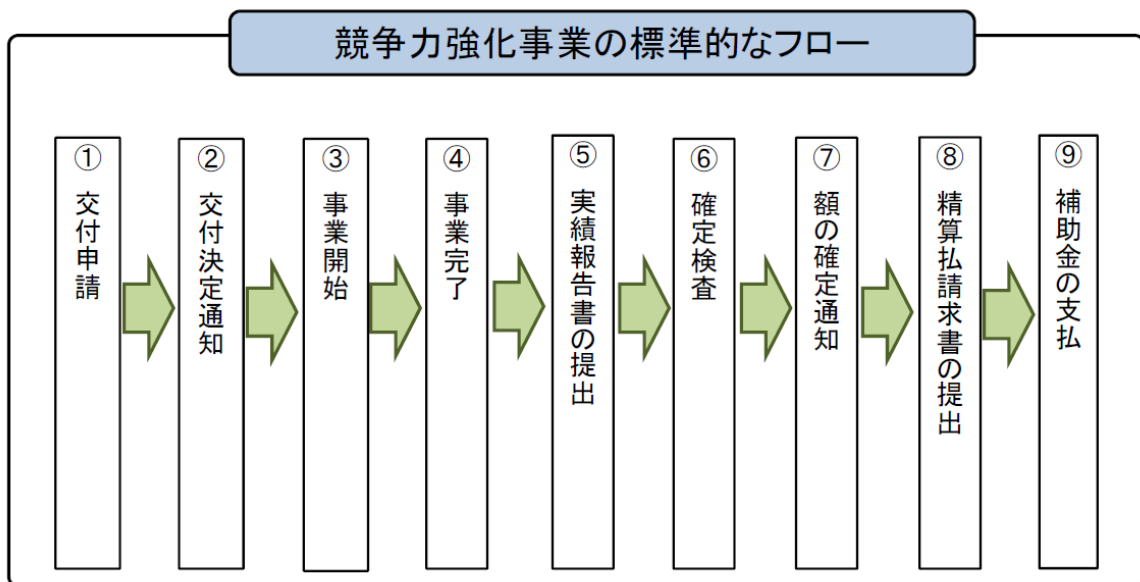 競争力強化事業の標準的なフロー
①交付申請
②交付決定通知
③事業開始
④事業完了
⑤実績報告書の提出
⑥確定検査
⑦額の確定通知
⑧精算払請求書の提出
⑨補助金の支払